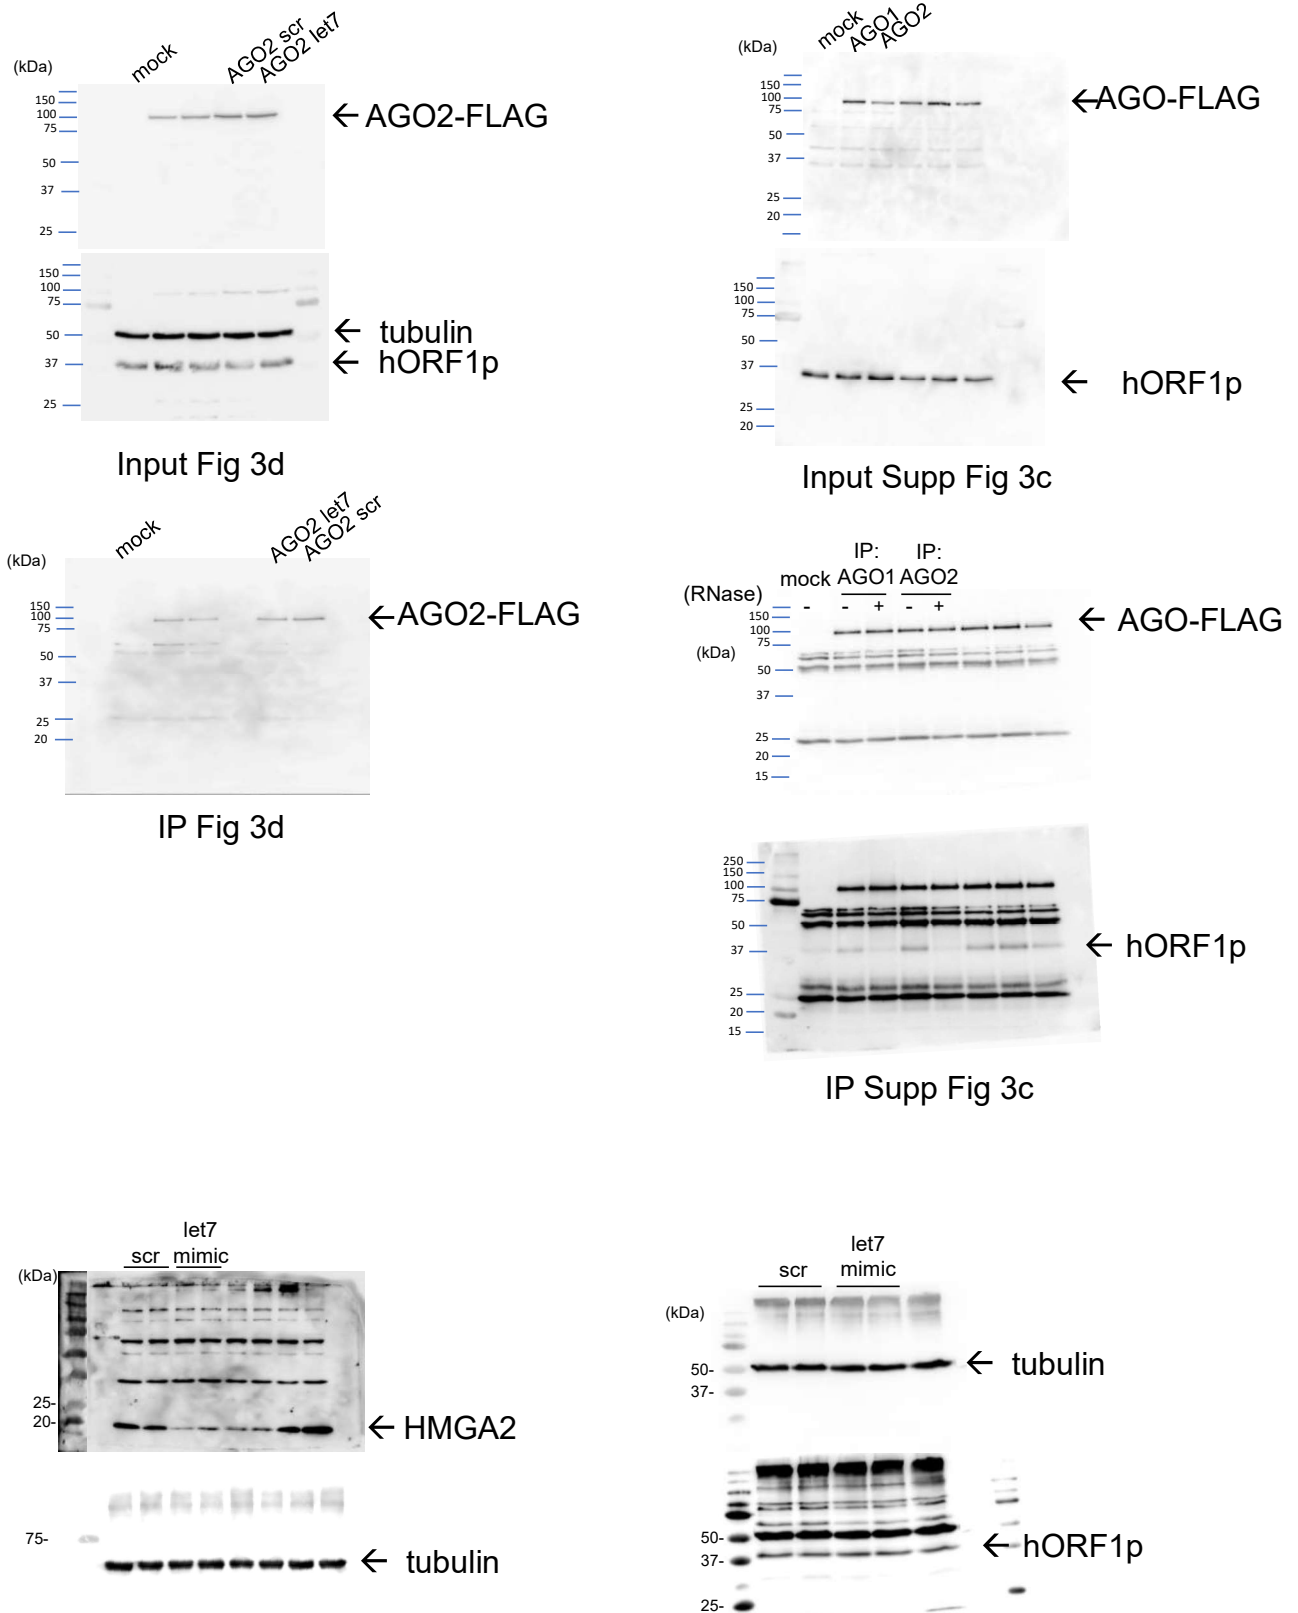 mock
AGO2 scr
AGO2 let7
(kDa)
150
100
75
50
37
25
←AGO2-FLAG
150
100
75
50
37
25
← tubulin
← hORF1p
Input Fig 3d
mock
AGO1
AGO2
(kDa)
150
100
75
50
37
25
20
←AGO-FLAG
150
100
75
50
37
25
20
← hORF1p
Input Supp Fig 3c
mock
AGO2 let7
AGO2 scr
(kDa)
150
100
75
50
37
25
20
←AGO2-FLAG
IP Fig 3d
IP: IP:
mock AGO1 AGO2
(RNase) - - + - +
(kDa)
150
100
75
50
37
25
20
15
← AGO-FLAG
250
150
100
75
50
37
25
20
15
← hORF1p
IP Supp Fig 3c
let7
scr mimic
(kDa)
25-
20-
← HMGA2
75-
← tubulin
let7
scr mimic
(kDa)
50-
37-
← tubulin
50-
37-
25-
←hORF1p